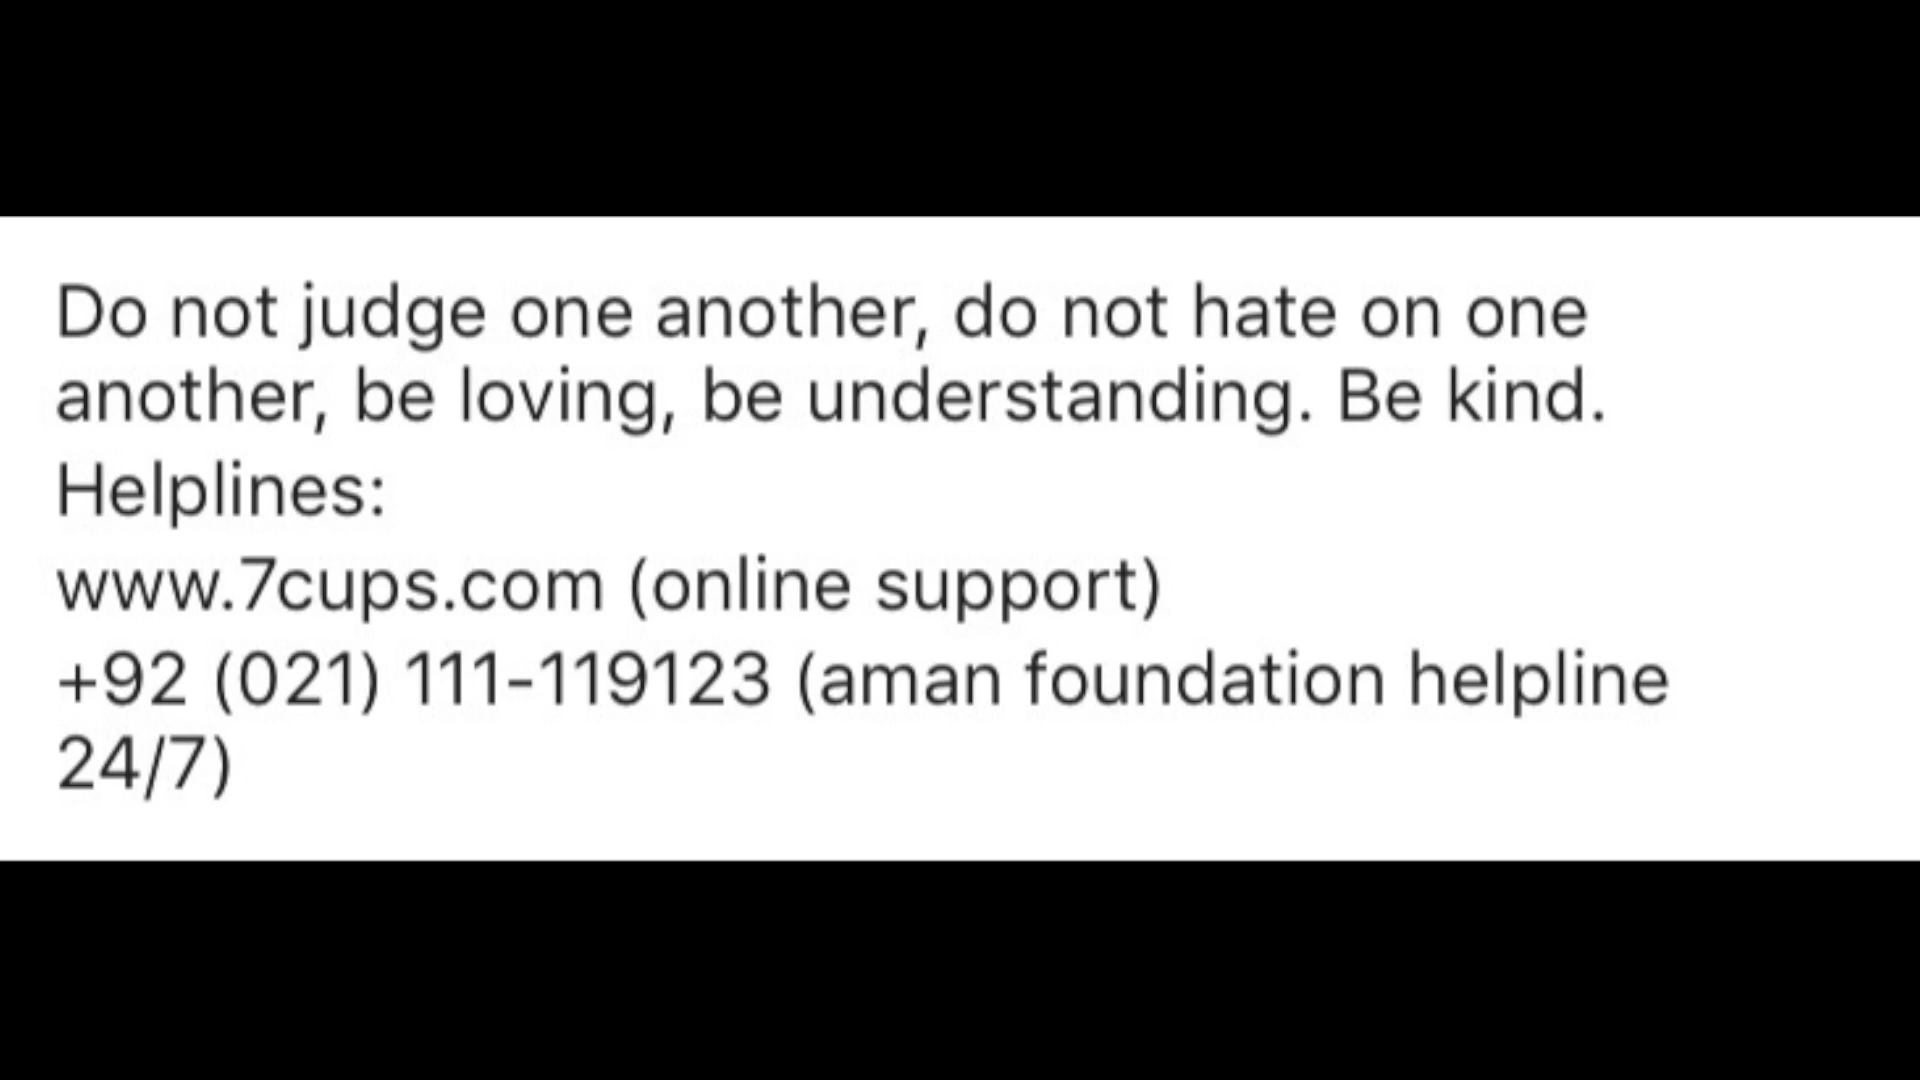 Do not judge one another, do not hate on one
another, be loving, be understanding. Be kind.
Helplines:
www.7cups.com (online support)
+92 (021) 111-119123 (aman foundation helpline
24/7)